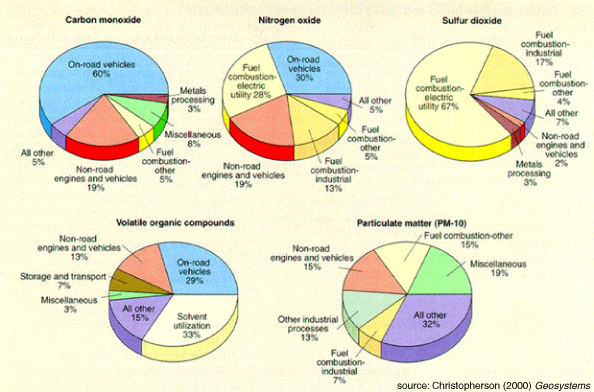 Carbon monoxide
On-road vehicles
60%
Metals
processing
3%
Miscellaneous
8%
Fuel
combustion-
other
5%
Non-road
engines and vehicles
19%
All other
5%
Nitrogen oxide
Fuel
combustion-
electric
utility 28%
On-road
vehicles
30%
All other
5%
Fuel
combustion-
other
5%
Fuel
combustion-
industrial
13%
Non-road
engines and vehicles
19%
Sulfur dioxide
Fuel
combustion-
industrial
17%
Fuel
combustion-
other
4%
All other
7%
Non-road
engines and
vehicles
2%
Metals
processing
3%
Fuel
combustion-
electric
utility 67%
Volatile organic compounds
Non-road
engines and vehicles
13%
On-road
vehicles
29%
Storage and transport
7%
Miscellaneous
3%
All other
15%
Solvent
utilization
33%
Particulate matter (PM-10)
Fuel combustion-other
15%
Non-road
engines and vehicles
15%
Miscellaneous
19%
All other
32%
Other industrial
processes
13%
Fuel
combustion-
industrial
7%
source: Christopherson (2000) Geosystems